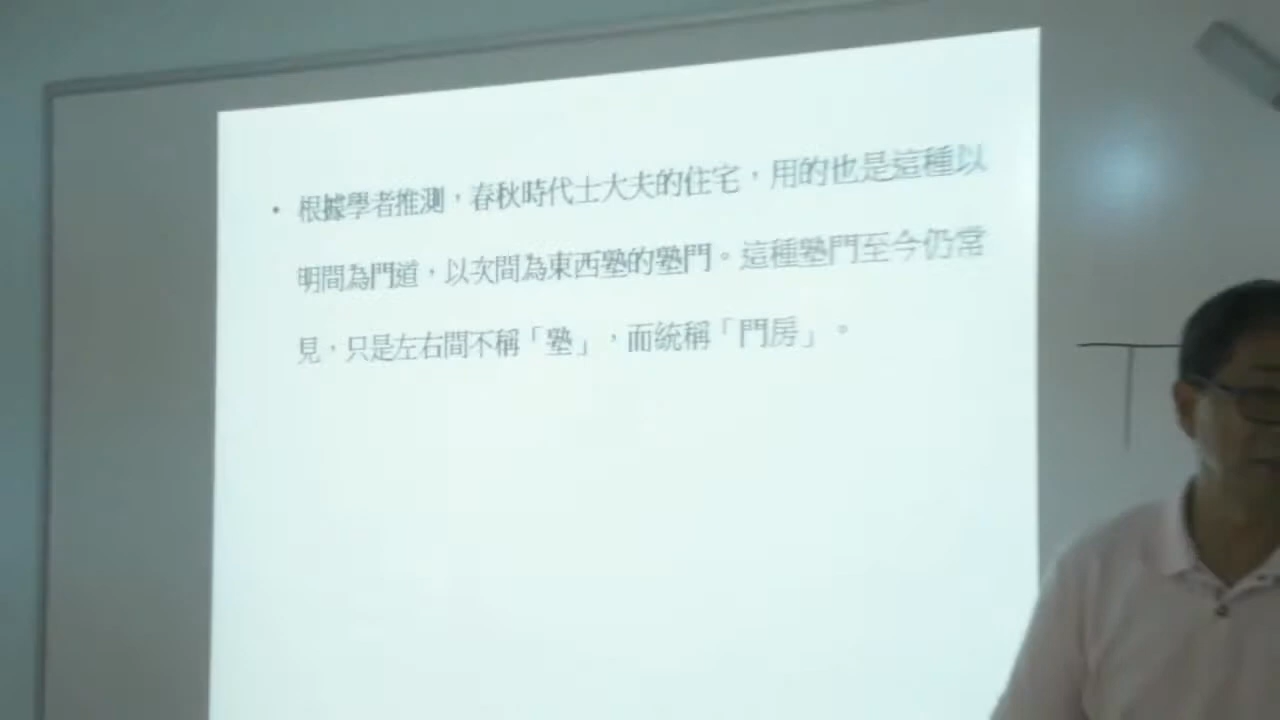 • 根據學者推測，春秋時代士大夫的住宅，用的也是這種以
明間為門道，以次間為東西塾的塾門。這種塾門至今仍常
見，只是左右間不稱「塾」，而統稱「門房」。